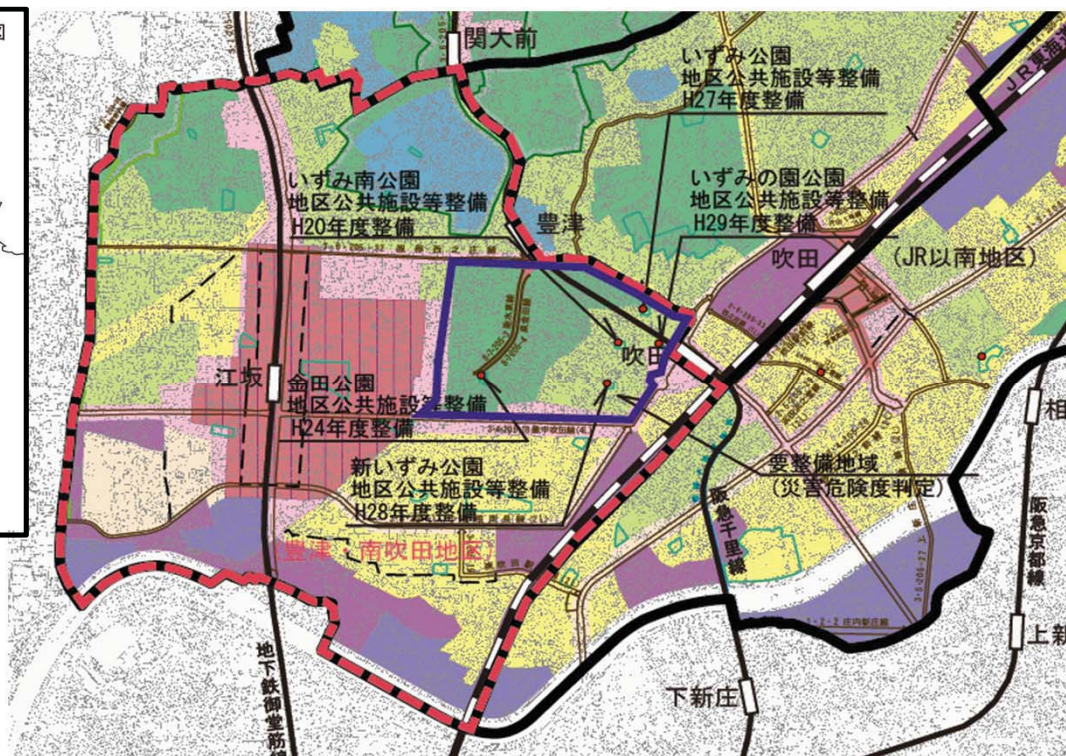 図
関大前
いずみ公園
地区公共施設等整備
H27年度整備
JR東海道
いずみ南公園
地区公共施設等整備
H20年度整備
豊津
いずみの園公園
地区公共施設等整備
H29年度整備
吹田
(JR以南地区)
吹田
江坂
金田公園
地区公共施設等整備
H24年度整備
新いずみ公園
地区公共施設等整備
H28年度整備
要整備地域
(災害危険度判定)
(豊津・南吹田地区)
阪急千里線
相
阪急京都線
上新
下新庄
地下鉄御堂筋線